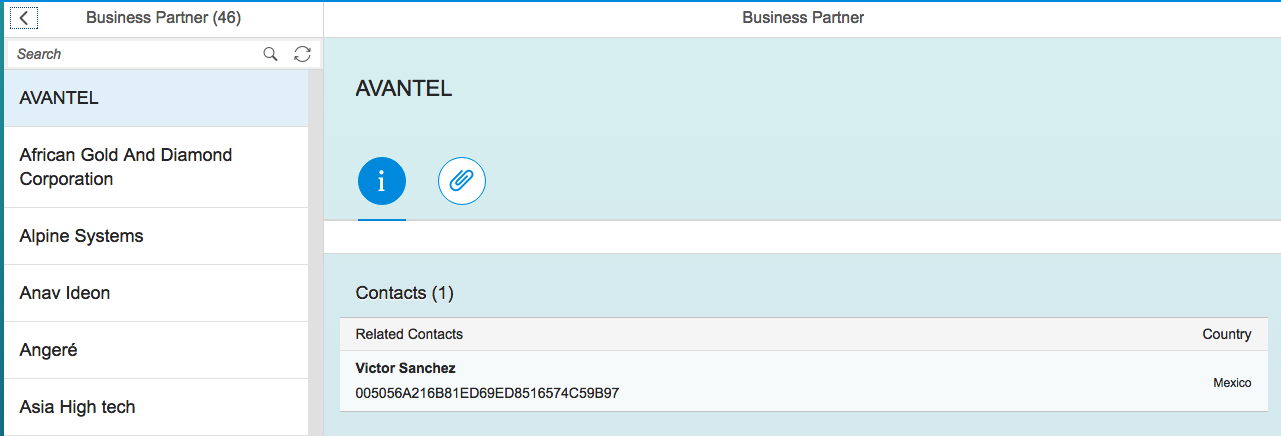 Business Partner (46)
Search
AVANTEL
African Gold And Diamond
Corporation
Alpine Systems
Anav Ideon
Angeré
Asia High tech
Business Partner
AVANTEL
i
Contacts (1)
Related Contacts Country
Victor Sanchez
005056A216B81ED69ED8516574C59B97
Mexico